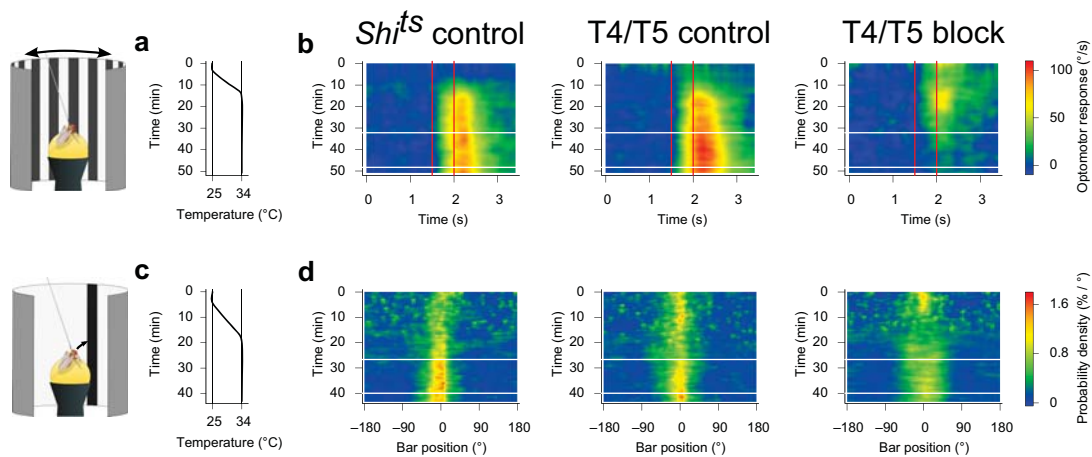 Shi^ts control T4/T5 control T4/T5 block
a
b
0
10
20
30
40
50
Time (min)
25 34
Temperature (°C)
0
10
20
30
40
50
Time (min)
0 1 2 3
Time (s)
0
10
20
30
40
50
Time (min)
0 1 2 3
Time (s)
0
10
20
30
40
50
Time (min)
0 1 2 3
Time (s)
100
50
0
Optomotor response (°/s)
c
d
0
10
20
30
40
Time (min)
25 34
Temperature (°C)
0
10
20
30
40
Time (min)
–180 –90 0 90 180
Bar position (°)
0
10
20
30
40
Time (min)
–180 –90 0 90 180
Bar position (°)
0
10
20
30
40
Time (min)
–180 –90 0 90 180
Bar position (°)
1.6
0.8
0
Probability density (% / °)